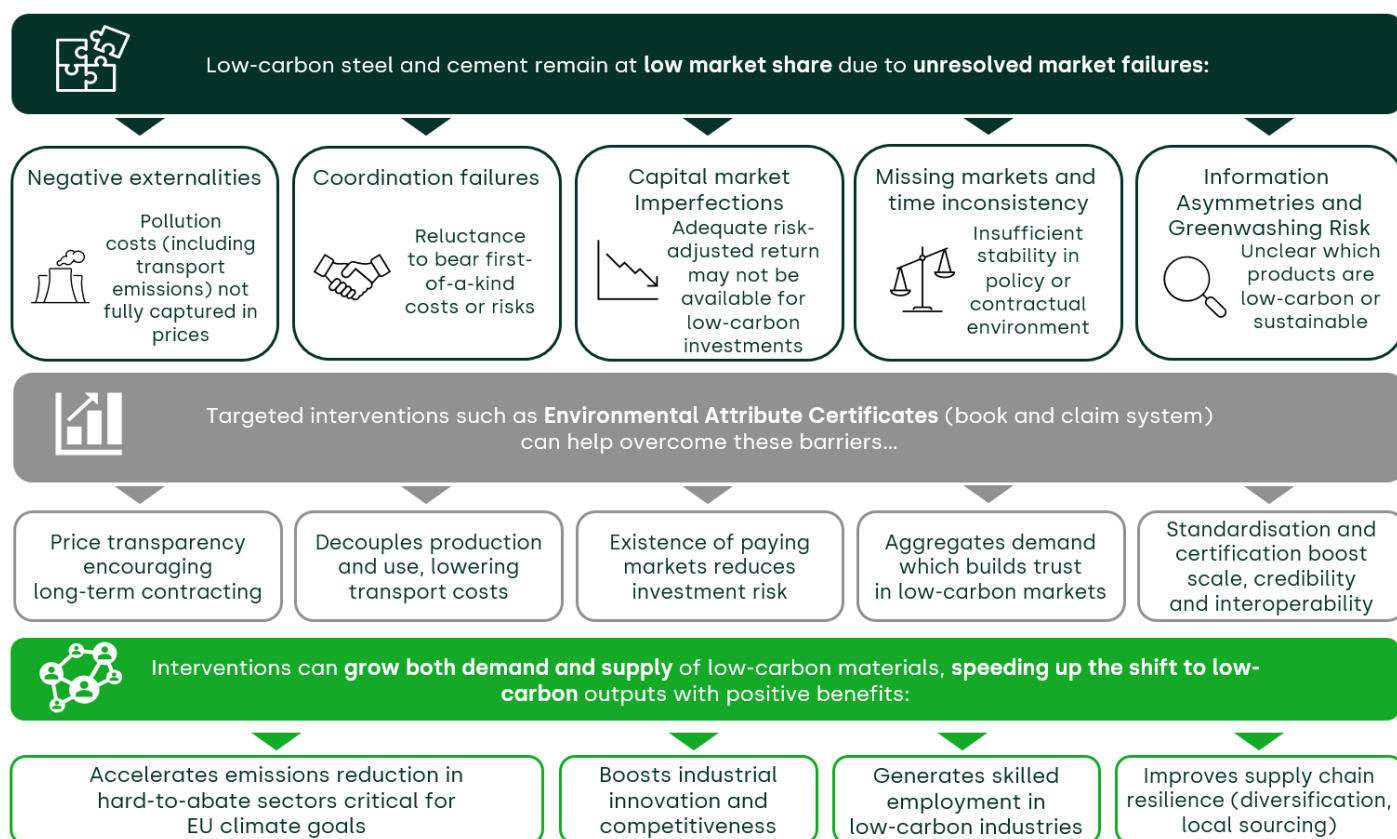 Low-carbon steel and cement remain at low market share due to unresolved market failures:
Negative externalities
Pollution
costs (including
transport
emissions) not
fully captured in
prices
Coordination failures
Reluctance
to bear first-
of-a-kind
costs or risks
Capital market
Imperfections
Adequate risk-
adjusted return
may not be
available for
low-carbon
investments
Missing markets and
time inconsistency
Insufficient
stability in
policy or
contractual
environment
Information
Asymmetries and
Greenwashing Risk
Unclear which
products are
low-carbon or
sustainable
Targeted interventions such as Environmental Attribute Certificates (book and claim system)
can help overcome these barriers...
Price transparency
encouraging
long-term contracting
Decouples production
and use, lowering
transport costs
Existence of paying
markets reduces
investment risk
Aggregates demand
which builds trust
in low-carbon markets
Standardisation and
certification boost
scale, credibility
and interoperability
Interventions can grow both demand and supply of low-carbon materials, speeding up the shift to low-
carbon outputs with positive benefits:
Accelerates emissions reduction in
hard-to-abate sectors critical for
EU climate goals
Boosts industrial
innovation and
competitiveness
Generates skilled
employment in
low-carbon industries
Improves supply chain
resilience (diversification,
local sourcing)